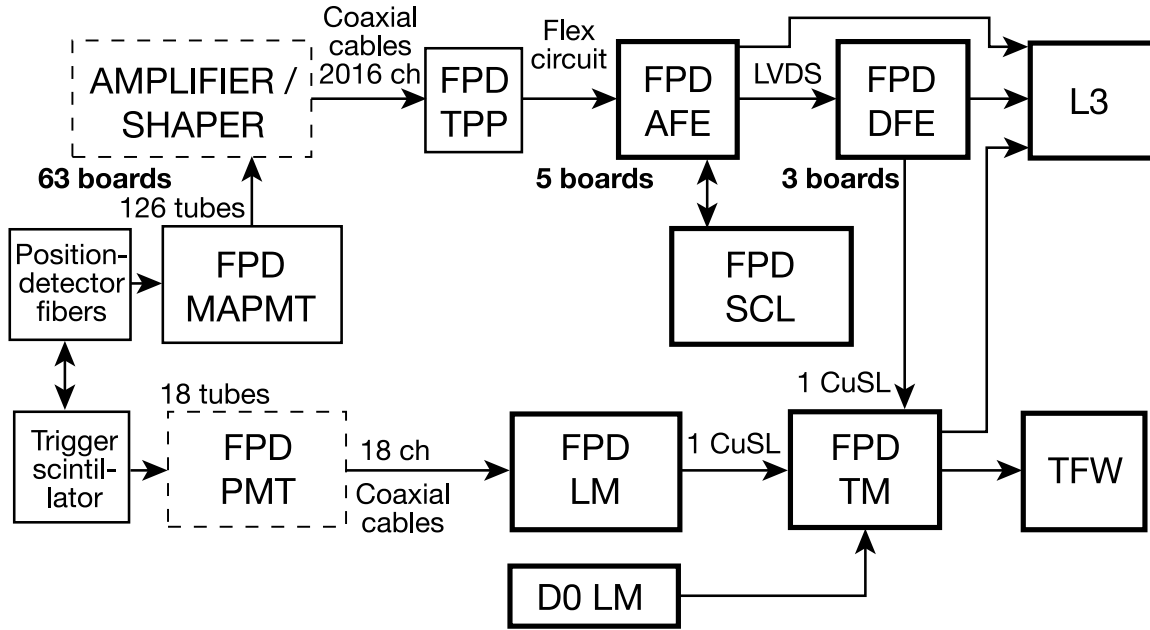 Coaxial
cables
2016 ch
AMPLIFIER /
SHAPER
63 boards
FPD
TPP
Flex
circuit
FPD
AFE
5 boards
LVDS
FPD
DFE
3 boards
L3
126 tubes
Position-
detector
fibers
FPD
MAPMT
FPD
SCL
18 tubes
Trigger
scintil-
lator
FPD
PMT
18 ch
Coaxial
cables
FPD
LM
1 CuSL
1 CuSL
FPD
TM
TFW
D0 LM